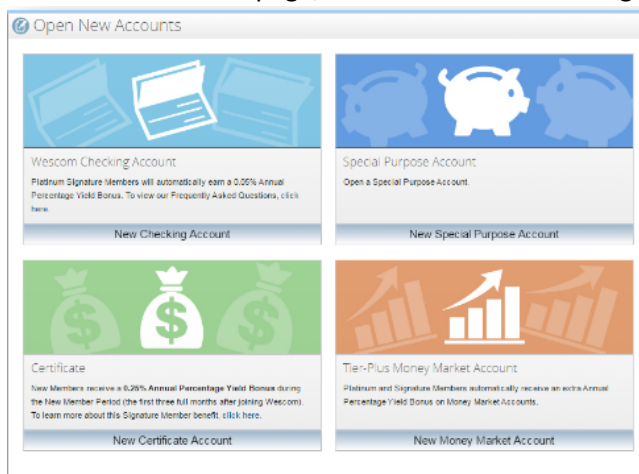 Open New Accounts
Wescom Checking Account
Platinum Signature Members will automatically earn a 0.05% Annual
Percentage Yield Bonus. To view our Frequently Asked Questions, click
here.
New Checking Account
Special Purpose Account
Open a Special Purpose Account.
New Special Purpose Account
$ $ $
Certificate
New Members receive a 0.25% Annual Percentage Yield Bonus during
the New Member Period (the first three full months after joining Wescom).
To learn more about this Signature Member benefit, click here.
New Certificate Account
Tier-Plus Money Market Account
Platinum and Signature Members automatically receive an extra Annual
Percentage Yield Bonus on Money Market Accounts.
New Money Market Account